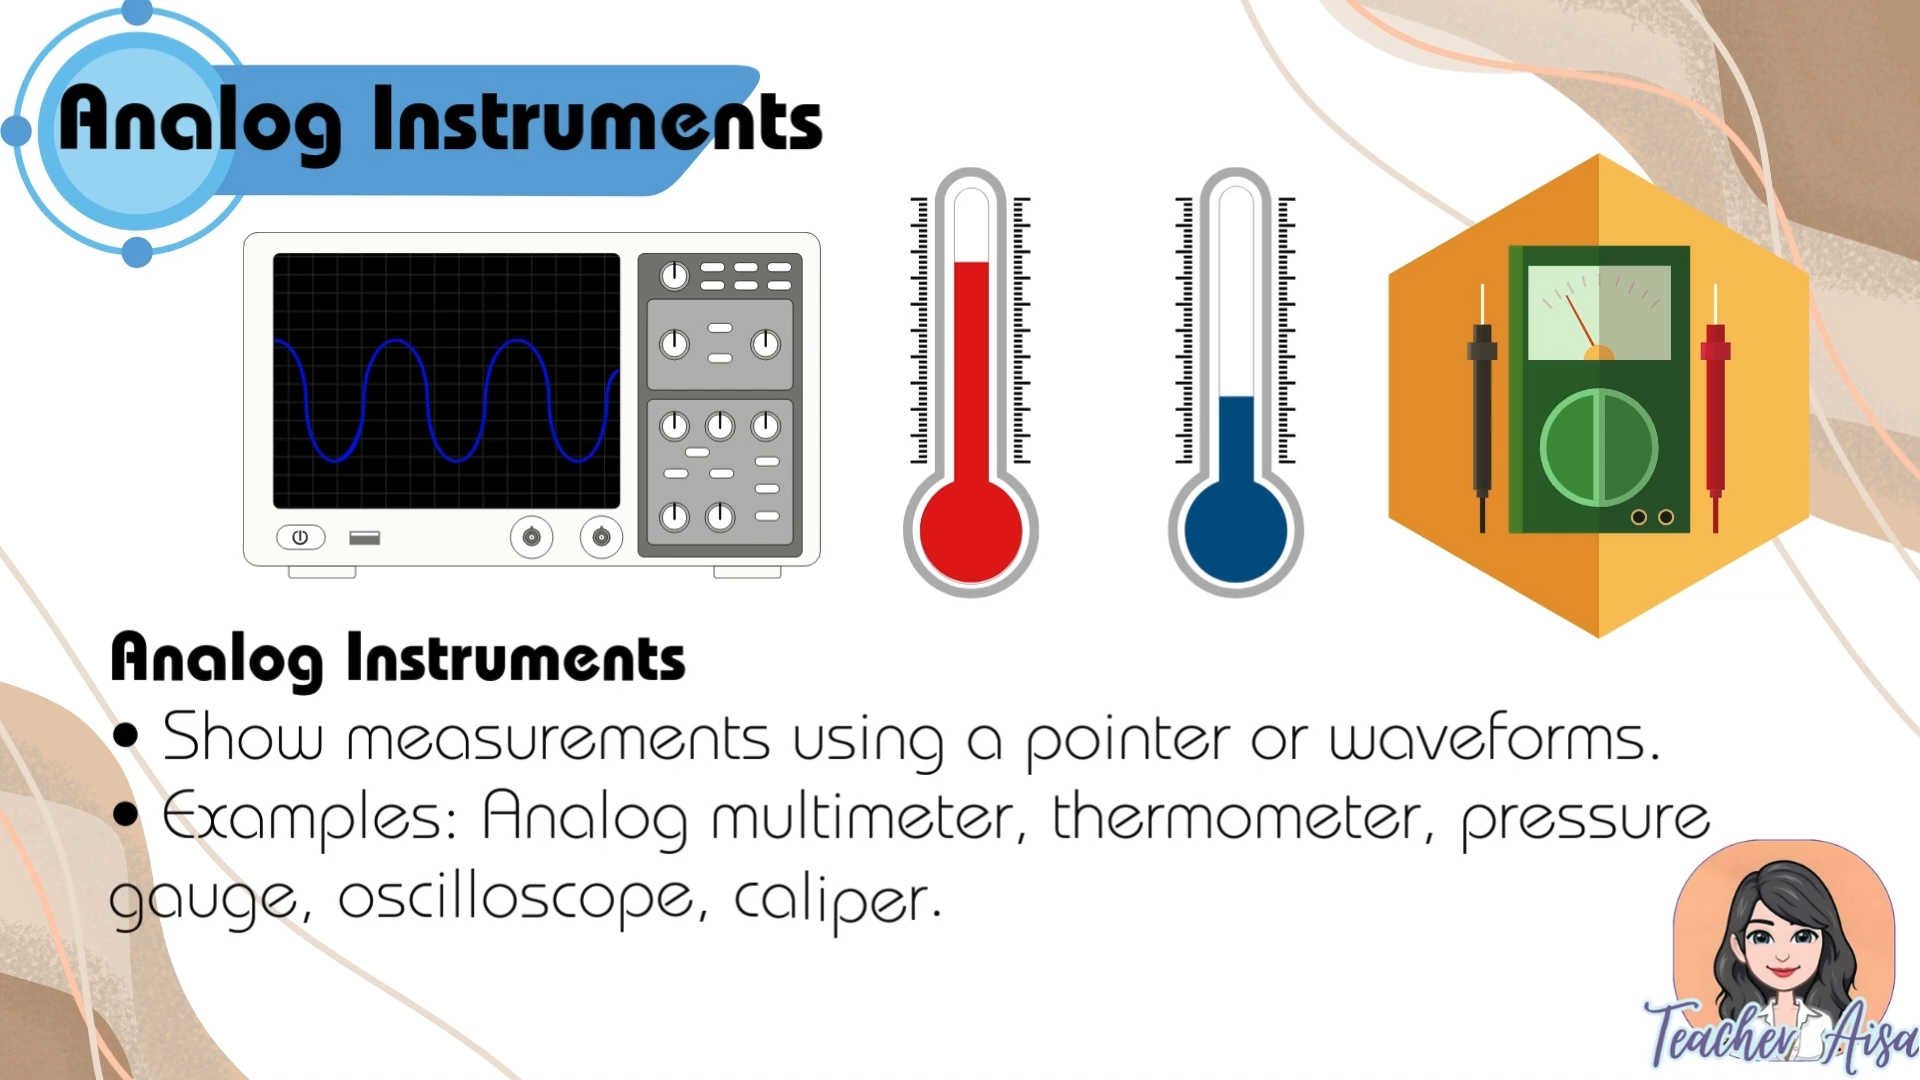 Analog Instruments
Analog Instruments
• Show measurements using a pointer or waveforms.
• Examples: Analog multimeter, thermometer, pressure
gauge, oscilloscope, caliper.
Teacher Aisa